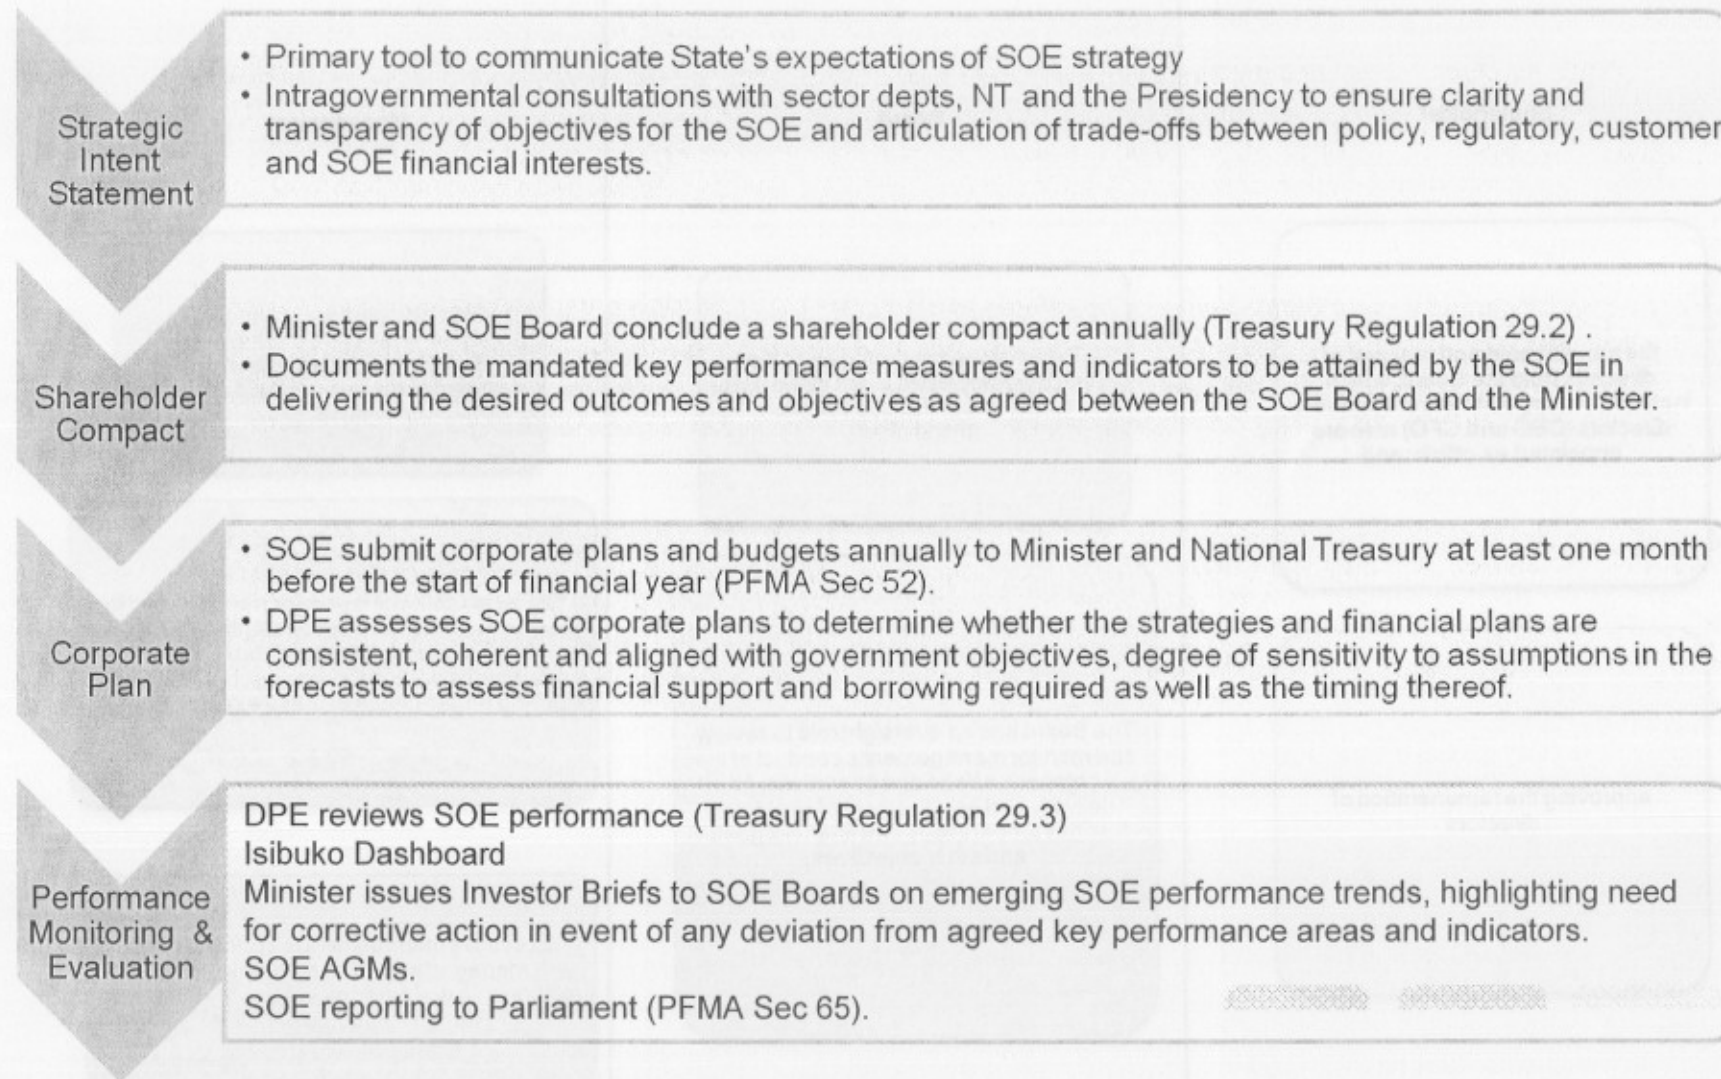 Strategic
Intent
Statement
• Primary tool to communicate State's expectations of SOE strategy
• Intragovernmental consultations with sector depts, NT and the Presidency to ensure clarity and
transparency of objectives for the SOE and articulation of trade-offs between policy, regulatory, customer
and SOE financial interests.
Shareholder
Compact
• Minister and SOE Board conclude a shareholder compact annually (Treasury Regulation 29.2) .
• Documents the mandated key performance measures and indicators to be attained by the SOE in
delivering the desired outcomes and objectives as agreed between the SOE Board and the Minister.
Corporate
Plan
• SOE submit corporate plans and budgets annually to Minister and National Treasury at least one month
before the start of financial year (PFMA Sec 52).
• DPE assesses SOE corporate plans to determine whether the strategies and financial plans are
consistent, coherent and aligned with government objectives, degree of sensitivity to assumptions in the
forecasts to assess financial support and borrowing required as well as the timing thereof.
Performance
Monitoring &
Evaluation
DPE reviews SOE performance (Treasury Regulation 29.3)
Isibuko Dashboard
Minister issues Investor Briefs to SOE Boards on emerging SOE performance trends, highlighting need
for corrective action in event of any deviation from agreed key performance areas and indicators.
SOE AGMs.
SOE reporting to Parliament (PFMA Sec 65).